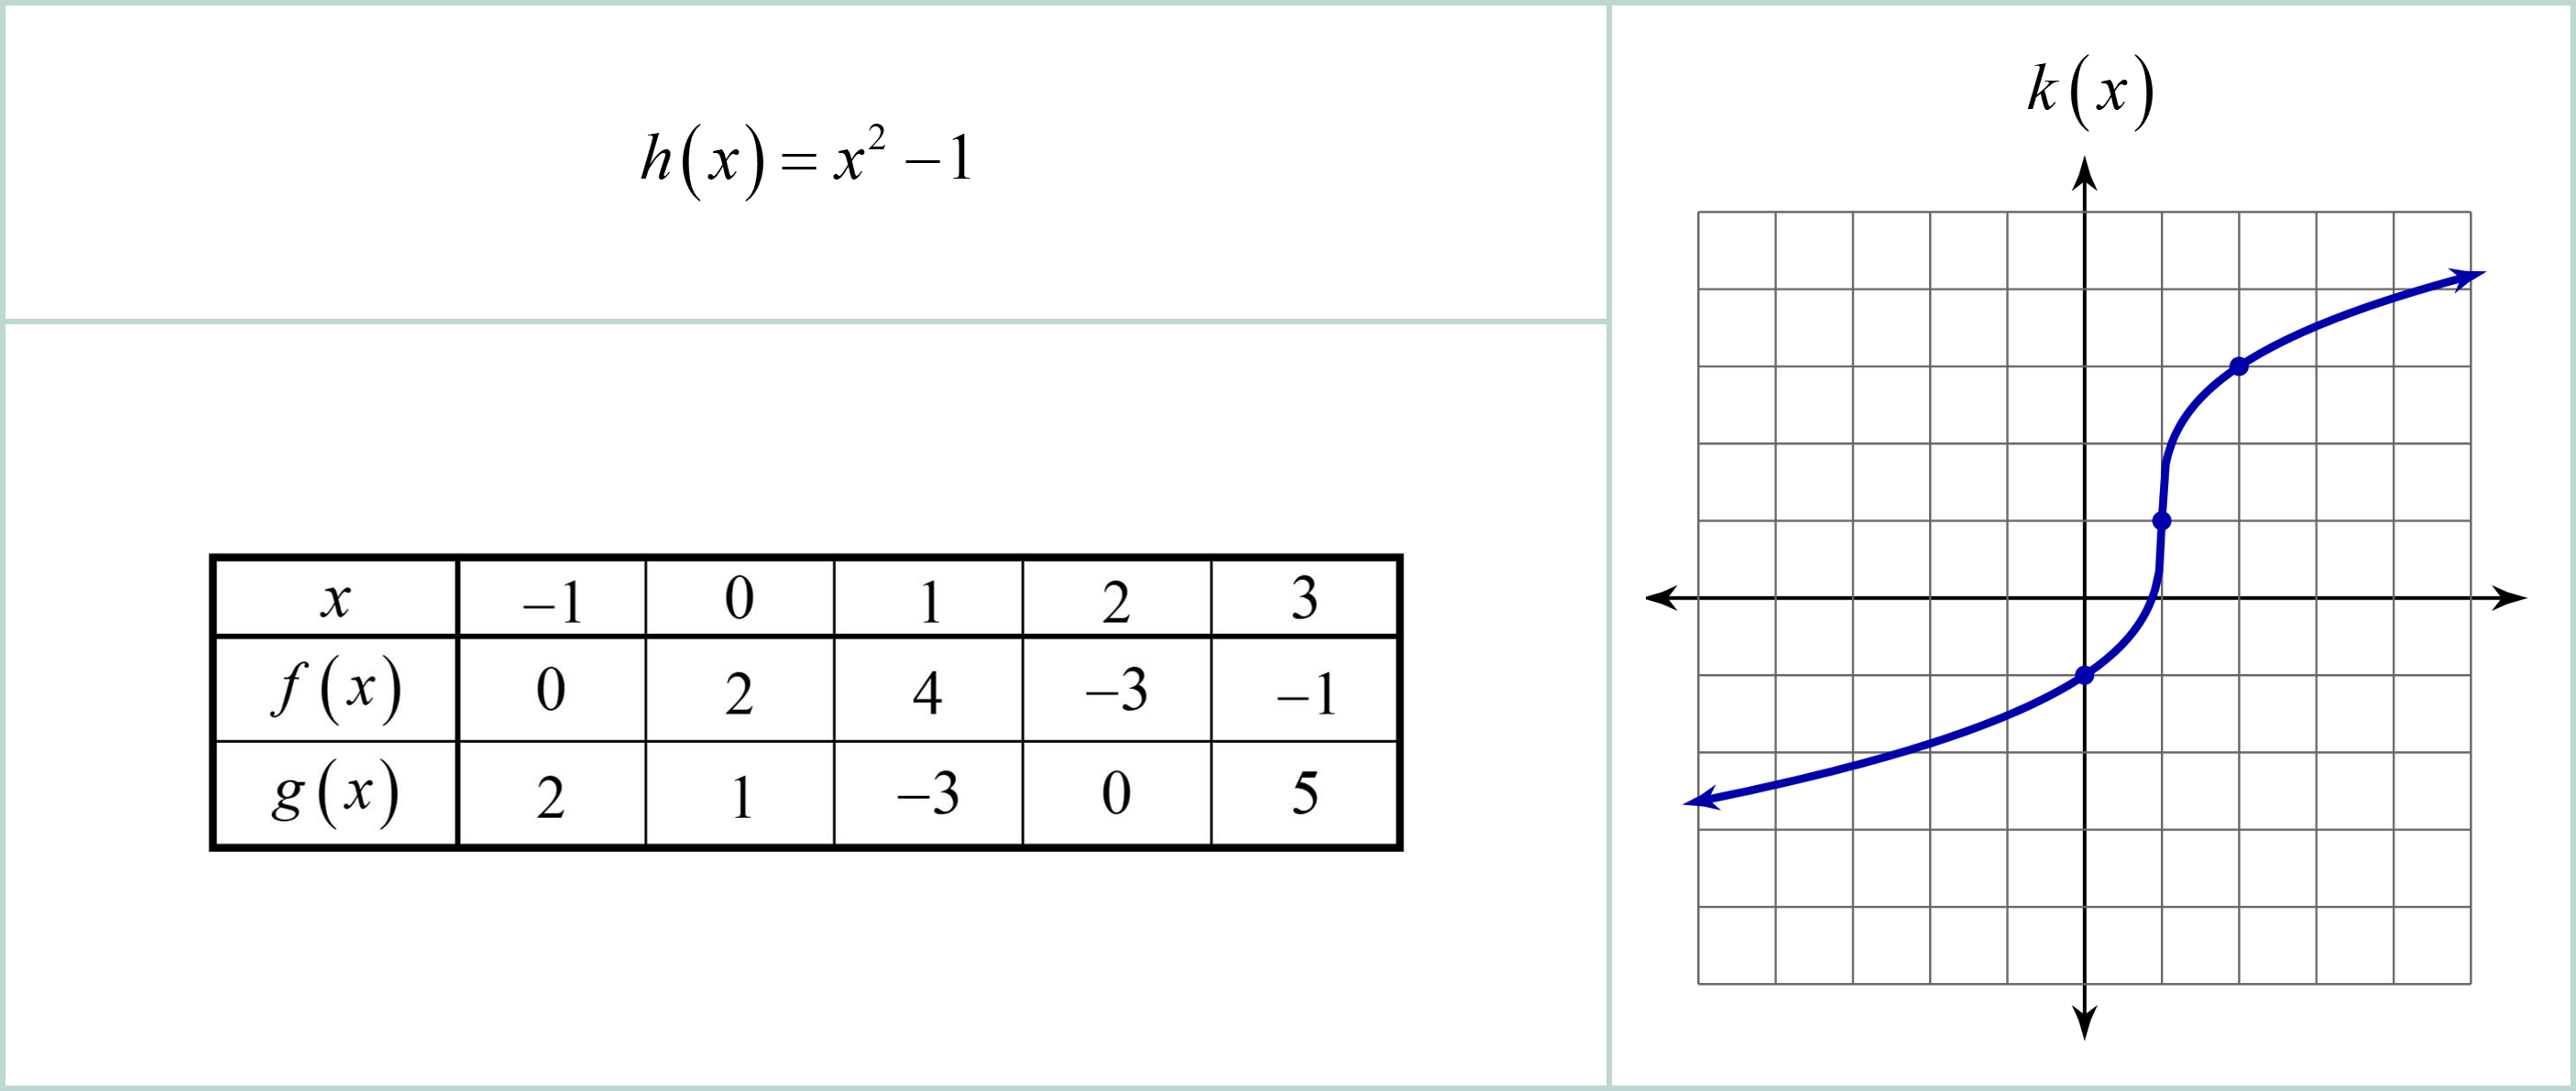 h(x) = x² − 1
k(x)
x −1 0 1 2 3
f(x) 0 2 4 −3 −1
g(x) 2 1 −3 0 5